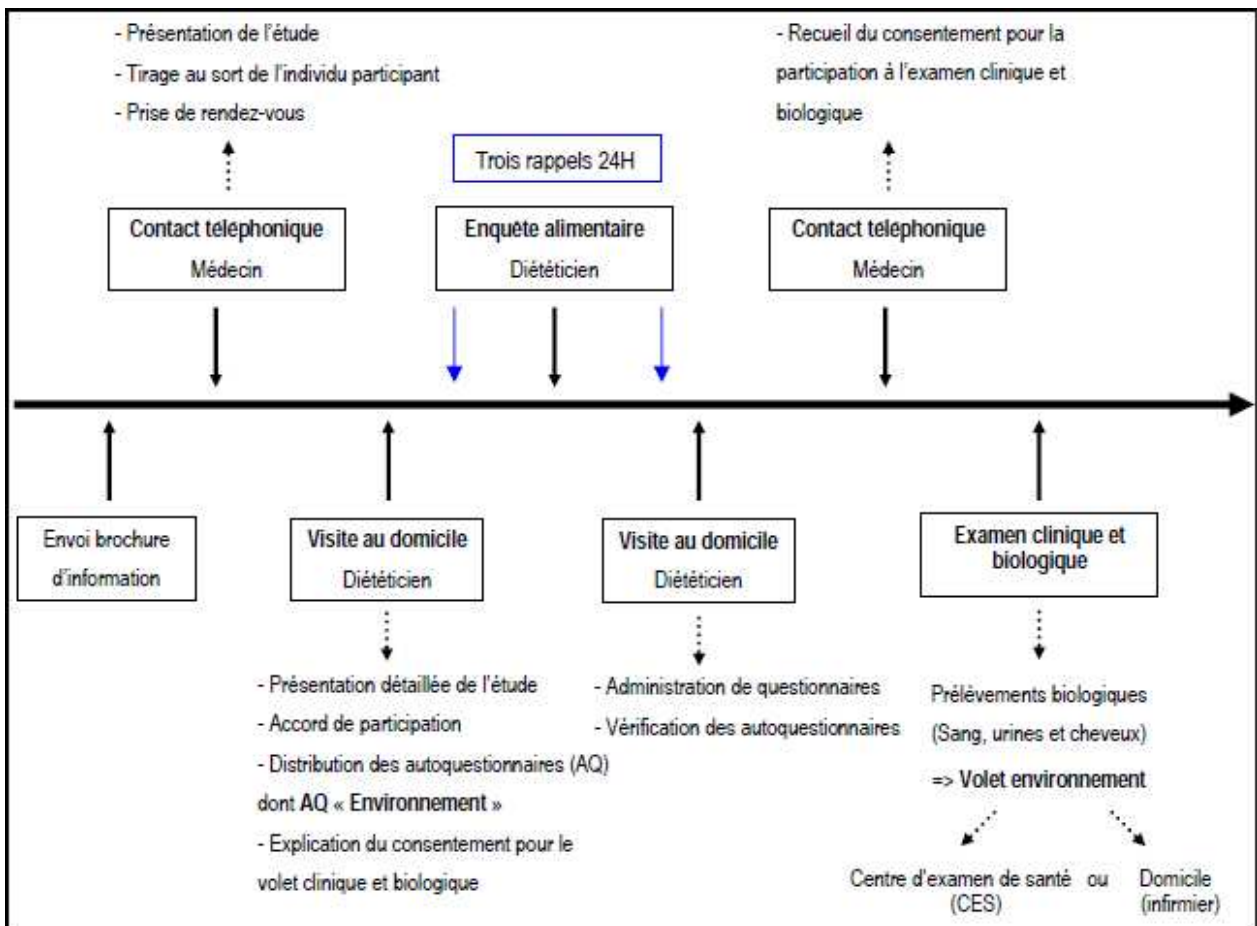 - Présentation de l'étude
- Tirage au sort de l'individu participant
- Prise de rendez-vous
- Recueil du consentement pour la
participation à l'examen clinique et
biologique
Trois rappels 24H
Contact téléphonique
Médecin
Enquête alimentaire
Diététicien
Contact téléphonique
Médecin
Envoi brochure
d'information
Visite au domicile
Diététicien
Visite au domicile
Diététicien
Examen clinique et
biologique
- Présentation détaillée de l'étude
- Accord de participation
- Distribution des autoquestionnaires (AQ)
dont AQ « Environnement »
- Explication du consentement pour le
volet clinique et biologique
- Administration de questionnaires
- Vérification des autoquestionnaires
Prélèvements biologiques
(Sang, urines et cheveux)
=> Volet environnement
Centre d'examen de santé ou
(CES)
Domicile
(infirmier)